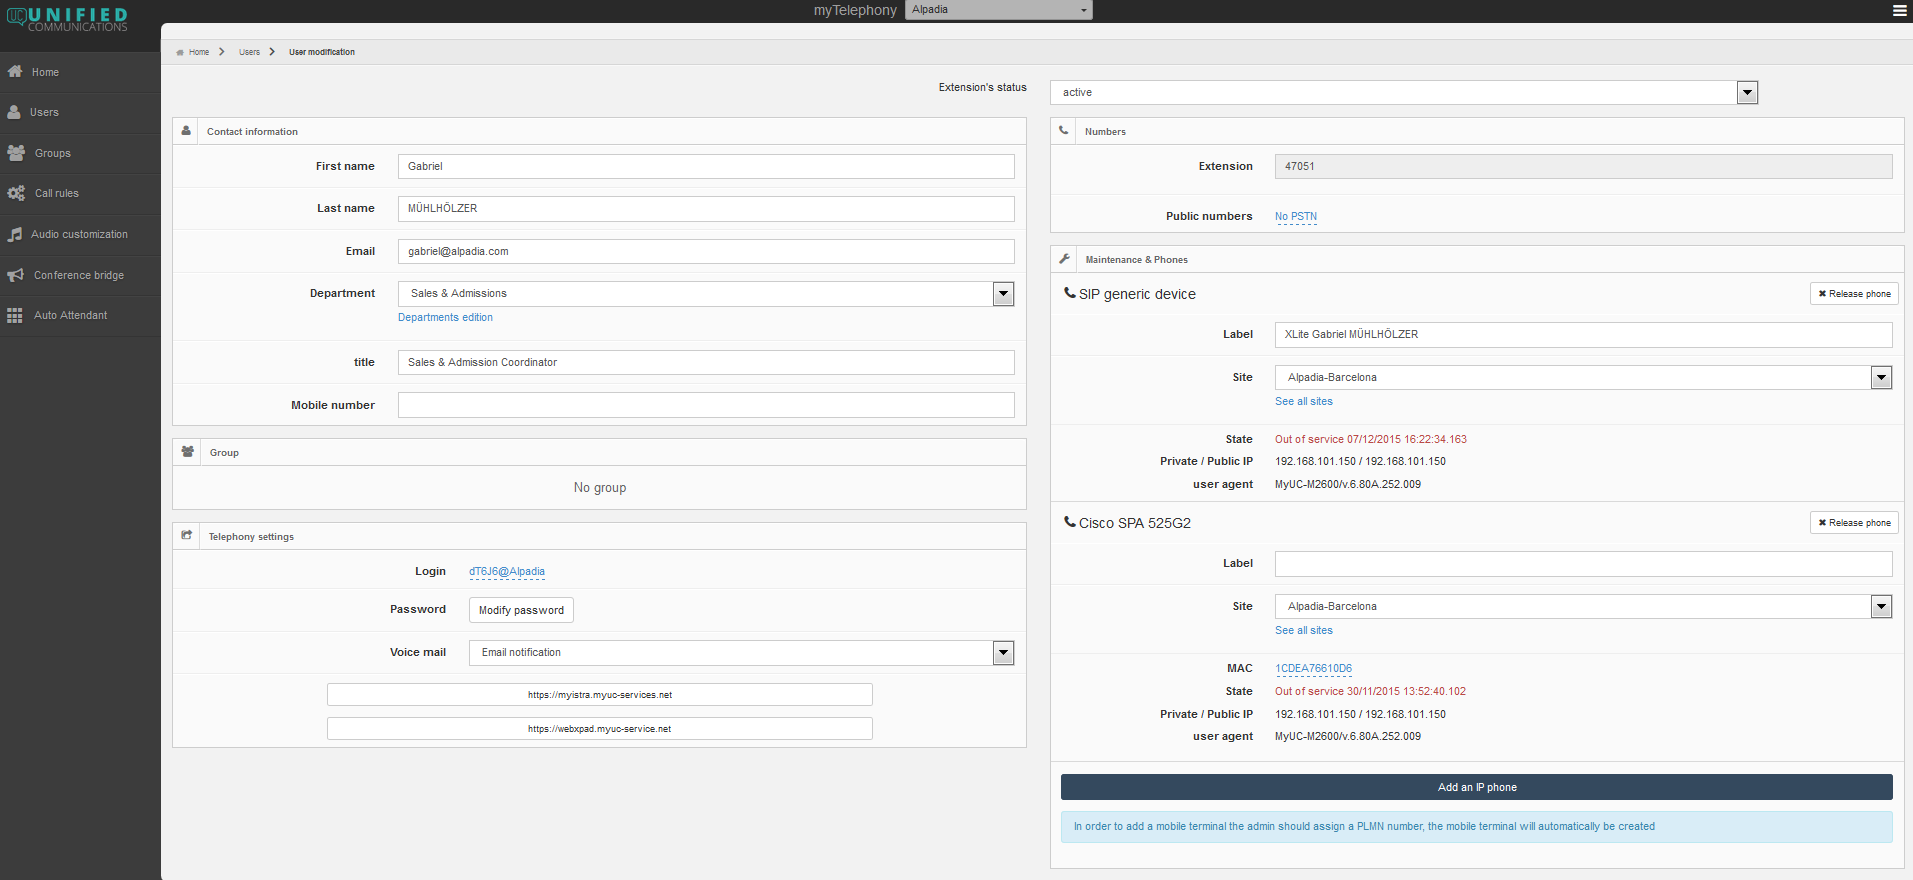 UC UNIFIED
COMMUNICATIONS
myTelephony Alpadia
Home
Users
Groups
Call rules
Audio customization
Conference bridge
Auto Attendant
Home Users User modification
Extension's status active
Contact information
First name Gabriel
Last name MÜHLHÖLZER
Email gabriel@alpadia.com
Department Sales & Admissions
Departments edition
title Sales & Admission Coordinator
Mobile number
Group
No group
Telephony settings
Login dT6J6@Alpadia
Password Modify password
Voice mail Email notification
https://myistra.myuc-services.net
https://webxpad.myuc-service.net
Numbers
Extension 47051
Public numbers No PSTN
Maintenance & Phones
SIP generic device ✖ Release phone
Label XLite Gabriel MÜHLHÖLZER
Site Alpadia-Barcelona
See all sites
State Out of service 07/12/2015 16:22:34.163
Private / Public IP 192.168.101.150 / 192.168.101.150
user agent MyUC-M2600/v.6.80A.252.009
Cisco SPA 525G2 ✖ Release phone
Label
Site Alpadia-Barcelona
See all sites
MAC 1CDEA76610D6
State Out of service 30/11/2015 13:52:40.102
Private / Public IP 192.168.101.150 / 192.168.101.150
user agent MyUC-M2600/v.6.80A.252.009
Add an IP phone
In order to add a mobile terminal the admin should assign a PLMN number, the mobile terminal will automatically be created